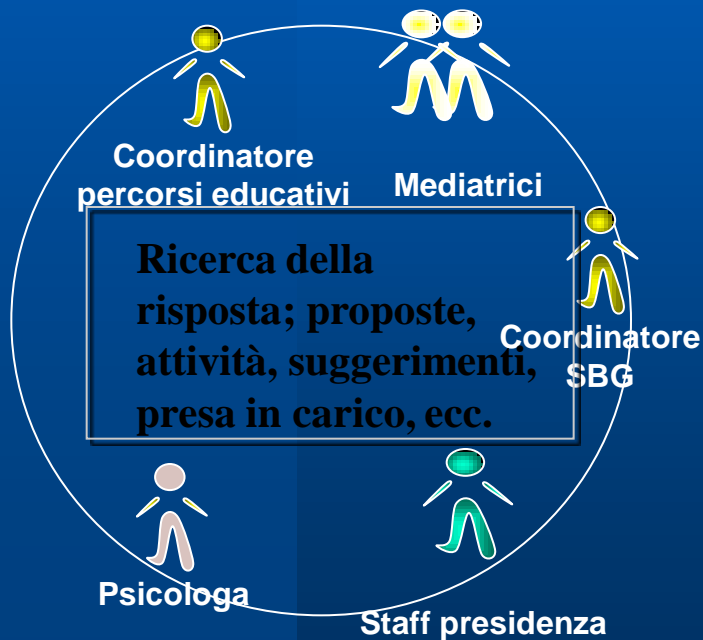 Coordinatore
percorsi educativi
Mediatrici
Ricerca della
risposta; proposte,
attività, suggerimenti,
presa in carico, ecc.
Coordinatore
SBG
Psicologa
Staff presidenza